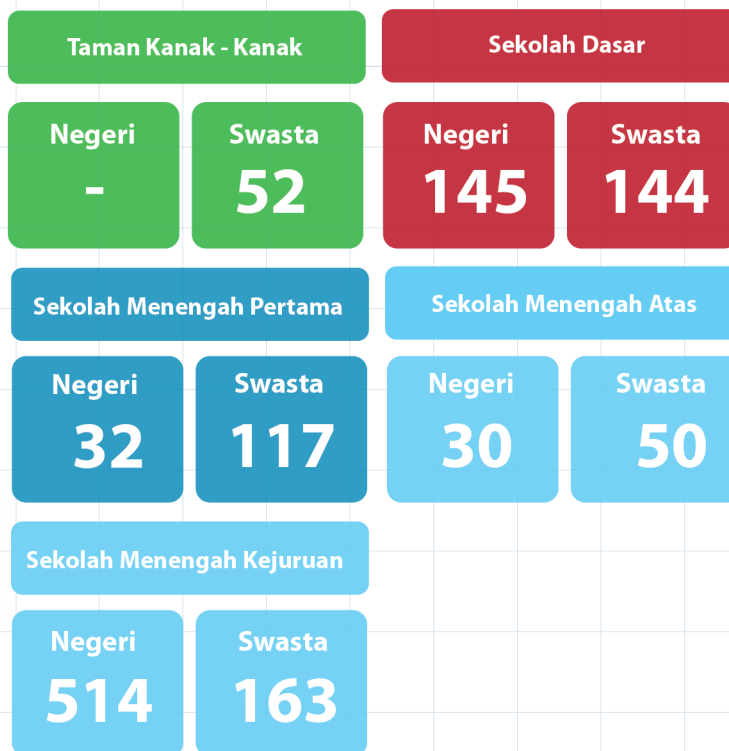 Taman Kanak - Kanak
Negeri
-
Swasta
52
Sekolah Dasar
Negeri
145
Swasta
144
Sekolah Menengah Pertama
Negeri
32
Swasta
117
Sekolah Menengah Atas
Negeri
30
Swasta
50
Sekolah Menengah Kejuruan
Negeri
514
Swasta
163